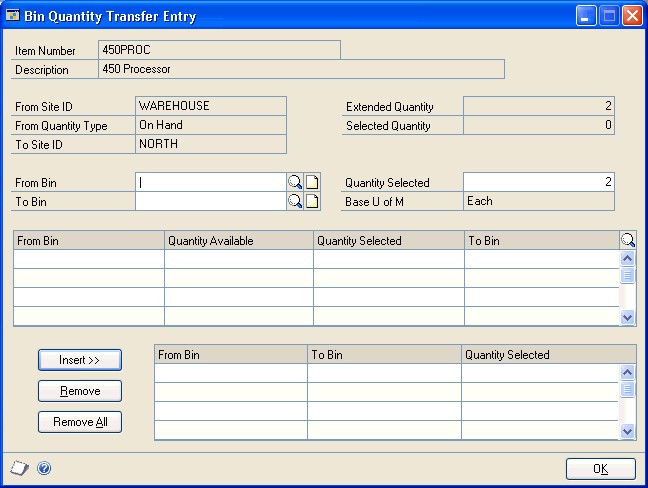 Bin Quantity Transfer Entry
Item Number 450PROC
Description 450 Processor
From Site ID WAREHOUSE Extended Quantity 2
From Quantity Type On Hand Selected Quantity 0
To Site ID NORTH
From Bin Quantity Selected 2
To Bin Base U of M Each
From Bin Quantity Available Quantity Selected To Bin
Insert >> From Bin To Bin Quantity Selected
Remove
Remove All
OK